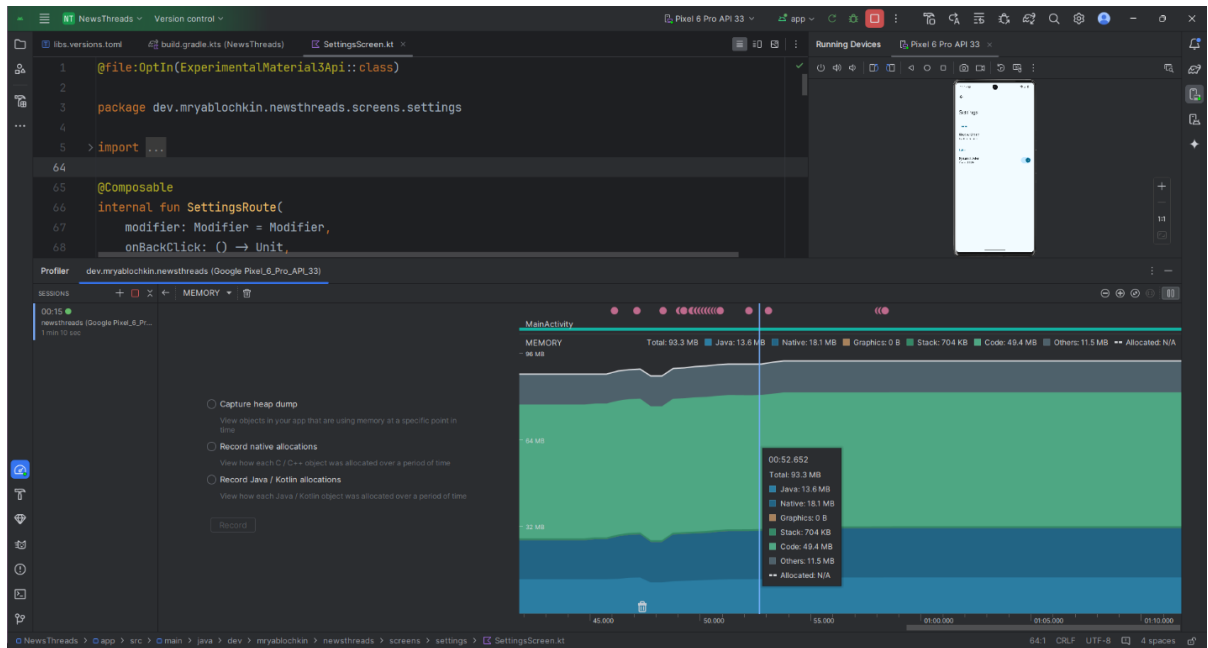 NT NewsThreads Version control Pixel 6 Pro API 33 app
libs.versions.toml build.gradle.kts (NewsThreads) SettingsScreen.kt
Running Devices Pixel 6 Pro API 33
1 @file:OptIn(ExperimentalMaterial3Api::class)
2
3 package dev.mryablochkin.newsthreads.screens.settings
4
5 > import ...
64
65 @Composable
66 internal fun SettingsRoute(
67 modifier: Modifier = Modifier,
68 onBackClick: () → Unit,
Settings
1:1
Profiler dev.mryablochkin.newsthreads (Google Pixel_6_Pro_API_33)
SESSIONS MEMORY
00:15
newsthreads (Google Pixel_6_Pr...
1 min 10 sec
Capture heap dump
View objects in your app that are using memory at a specific point in
time
Record native allocations
View how each C / C++ object was allocated over a period of time
Record Java / Kotlin allocations
View how each Java / Kotlin object was allocated over a period of time
Record
MainActivity
MEMORY Total: 93.3 MB Java: 13.6 MB Native: 18.1 MB Graphics: 0 B Stack: 704 KB Code: 49.4 MB Others: 11.5 MB Allocated: N/A
96 MB
64 MB
32 MB
00:52.652
Total: 93.3 MB
Java: 13.6 MB
Native: 18.1 MB
Graphics: 0 B
Stack: 704 KB
Code: 49.4 MB
Others: 11.5 MB
Allocated: N/A
45.000 50.000 55.000 01:00.000 01:05.000 01:10.000
NewsThreads > app > src > main > java > dev > mryablochkin > newsthreads > screens > settings > SettingsScreen.kt
64:1 CRLF UTF-8 4 spaces